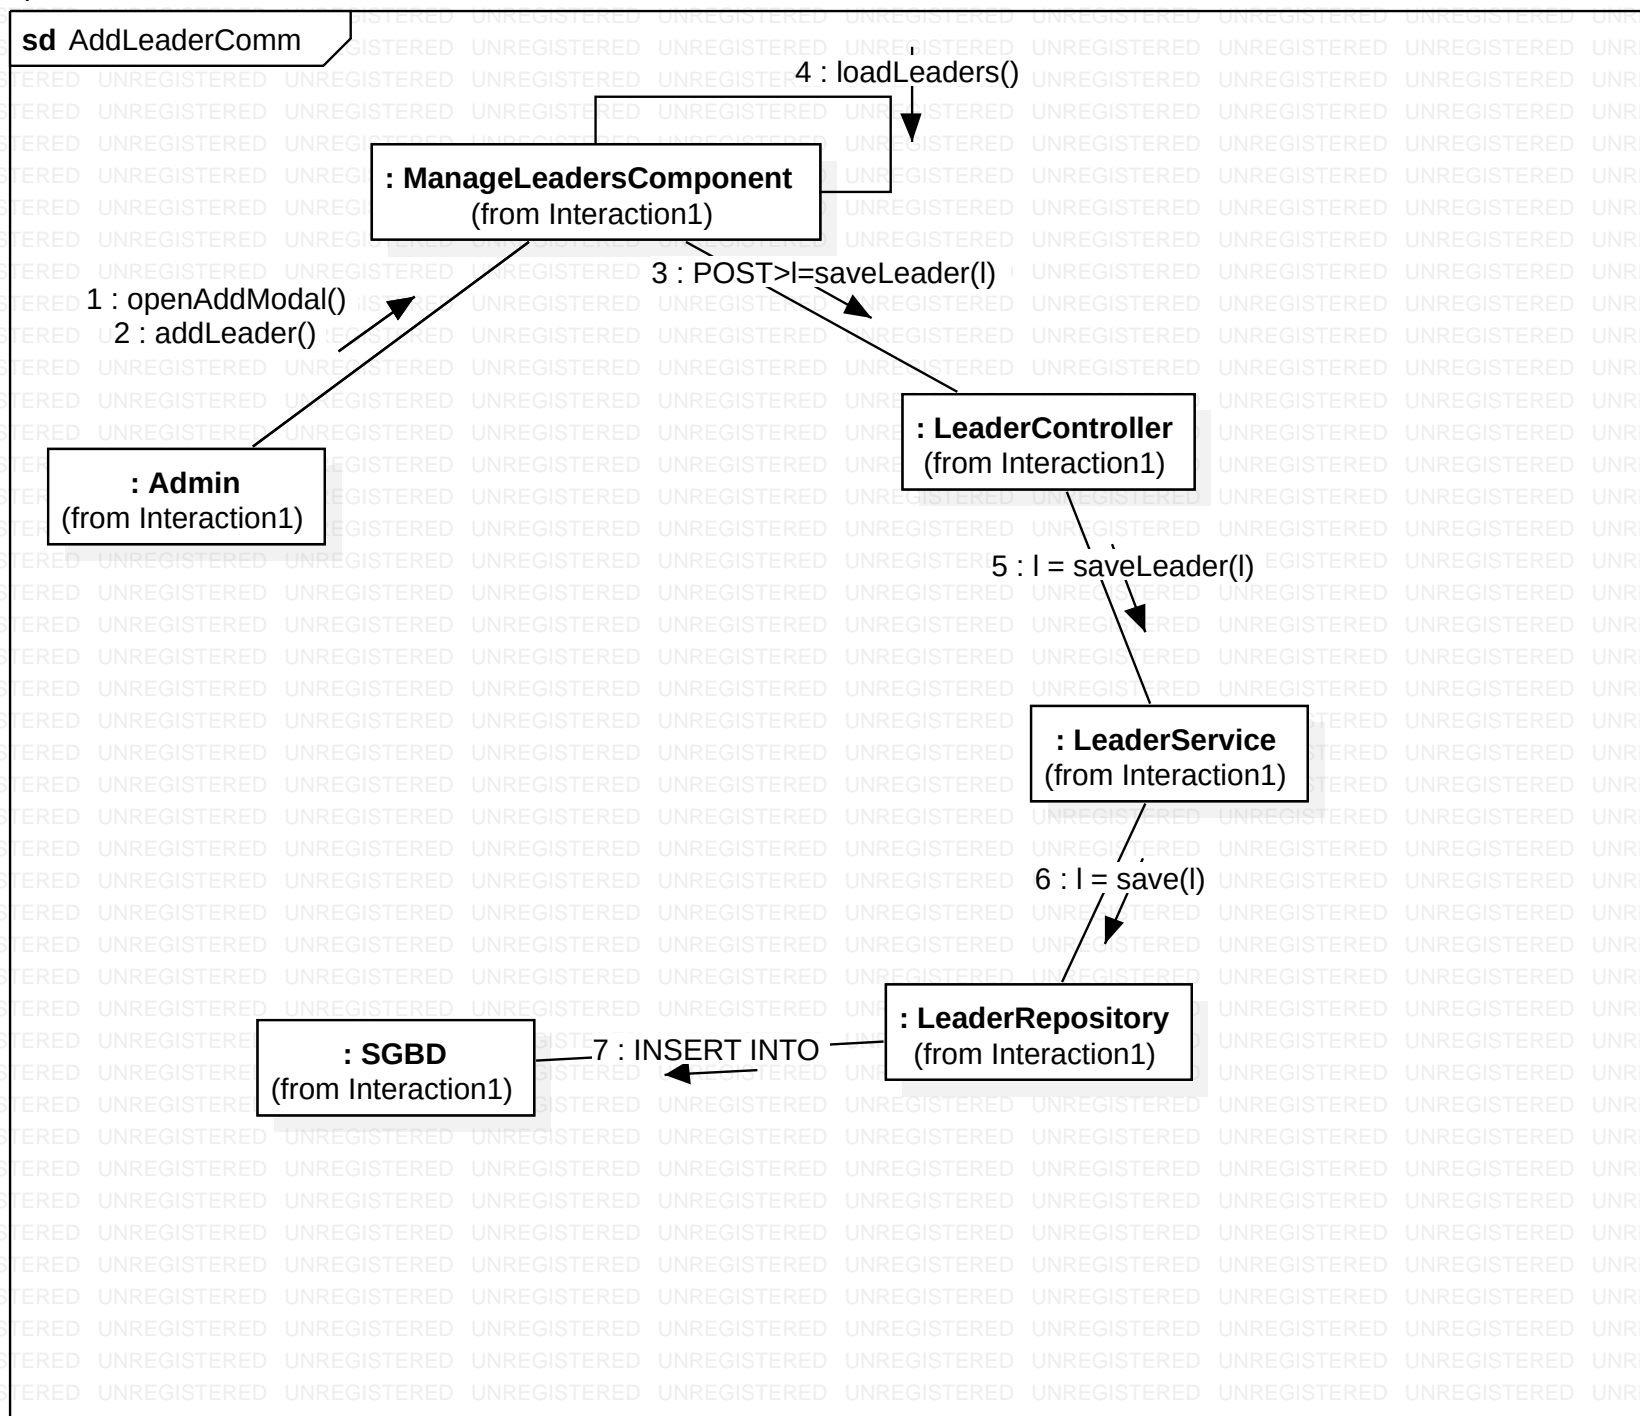 sd AddLeaderComm
4 : loadLeaders()
: ManageLeadersComponent
(from Interaction1)
3 : POST>l=saveLeader(l)
1 : openAddModal()
2 : addLeader()
: LeaderController
(from Interaction1)
: Admin
(from Interaction1)
5 : l = saveLeader(l)
: LeaderService
(from Interaction1)
6 : l = save(l)
: LeaderRepository
(from Interaction1)
: SGBD
(from Interaction1)
7 : INSERT INTO
UNREGISTERED